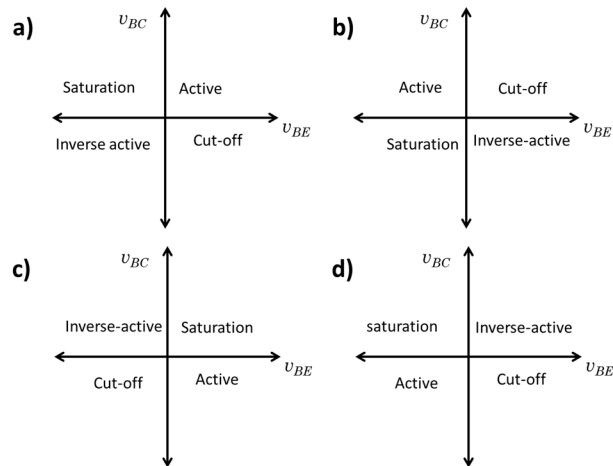 a)
v_BC
Saturation Active
v_BE
Inverse active Cut-off
b)
v_BC
Active Cut-off
v_BE
Saturation Inverse-active
c)
v_BC
Inverse-active Saturation
v_BE
Cut-off Active
d)
v_BC
saturation Inverse-active
v_BE
Active Cut-off